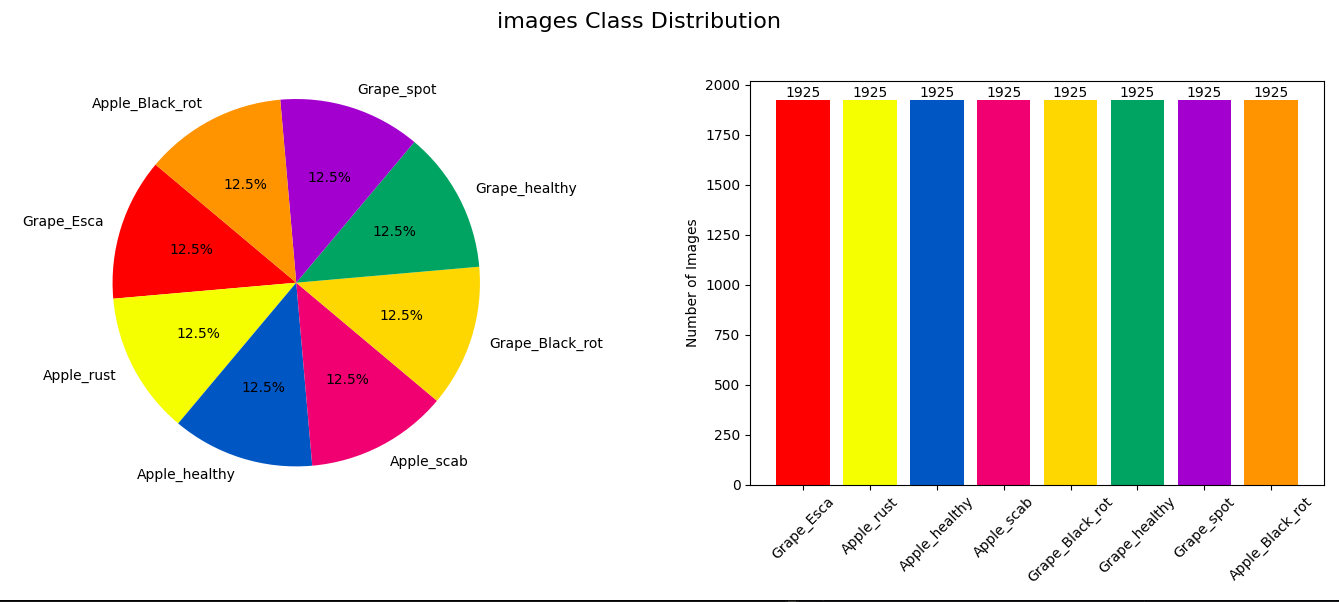 images Class Distribution
Grape_spot
Apple_Black_rot
Grape_healthy
Grape_Esca
Grape_Black_rot
Apple_rust
Apple_scab
Apple_healthy
12.5%
12.5%
12.5%
12.5%
12.5%
12.5%
12.5%
12.5%
Number of Images
2000
1750
1500
1250
1000
750
500
250
0
1925 1925 1925 1925 1925 1925 1925 1925
Grape_Esca
Apple_rust
Apple_healthy
Apple_scab
Grape_Black_rot
Grape_healthy
Grape_spot
Apple_Black_rot